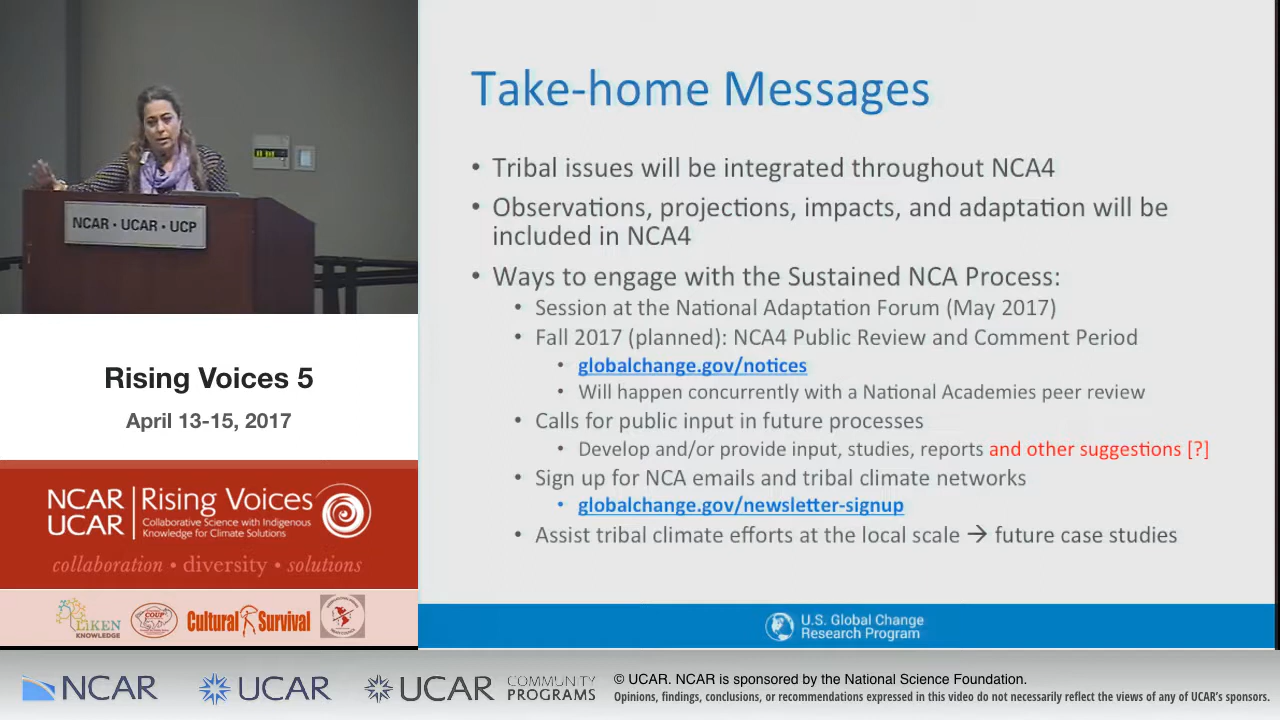 Take-home Messages
• Tribal issues will be integrated throughout NCA4
• Observations, projections, impacts, and adaptation will be
included in NCA4
• Ways to engage with the Sustained NCA Process:
• Session at the National Adaptation Forum (May 2017)
• Fall 2017 (planned): NCA4 Public Review and Comment Period
• globalchange.gov/notices
• Will happen concurrently with a National Academies peer review
• Calls for public input in future processes
• Develop and/or provide input, studies, reports and other suggestions [?]
• Sign up for NCA emails and tribal climate networks
• globalchange.gov/newsletter-signup
• Assist tribal climate efforts at the local scale → future case studies
U.S. Global Change
Research Program
NCAR • UCAR • UCP
Rising Voices 5
April 13-15, 2017
NCAR
UCAR
Rising Voices
Collaborative Science with Indigenous
Knowledge for Climate Solutions
collaboration • diversity • solutions
LIKEN
KNOWLEDGE
COUP
Cultural Survival
NCAR
UCAR
UCAR
COMMUNITY
PROGRAMS
© UCAR. NCAR is sponsored by the National Science Foundation.
Opinions, findings, conclusions, or recommendations expressed in this video do not necessarily reflect the views of any of UCAR's sponsors.